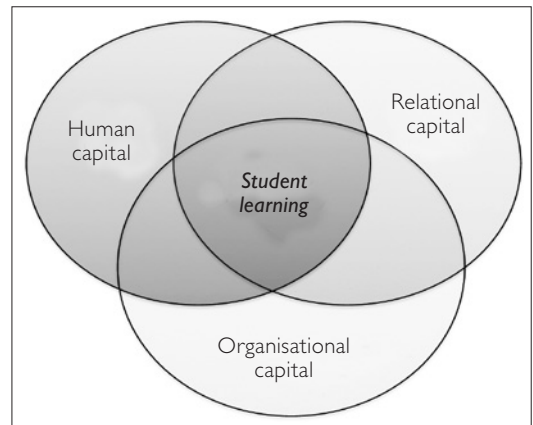 Human
capital
Relational
capital
Student
learning
Organisational
capital